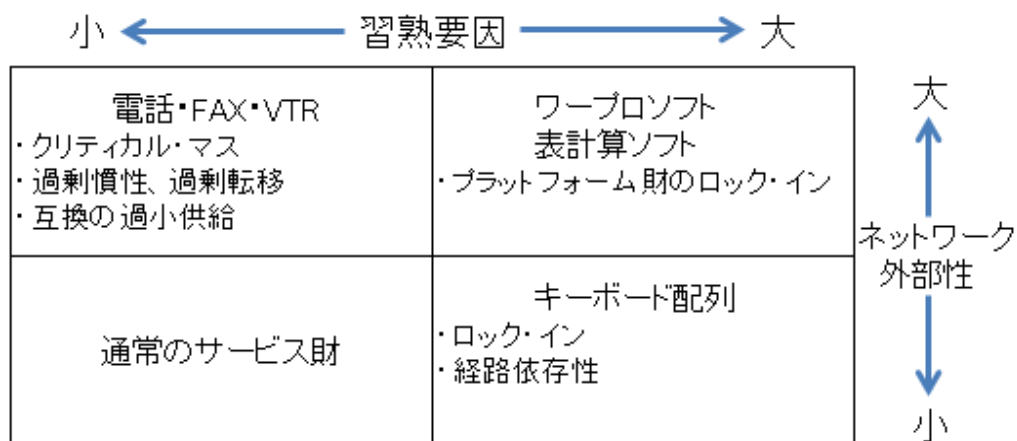 小 習熟要因 大
電話・FAX・VTR
・クリティカル・マス
・過剰慣性、過剰転移
・互換の過小供給
ワープロソフト
表計算ソフト
・プラットフォーム財のロック・イン
大
ネットワーク
外部性
小
通常のサービス財
キーボード配列
・ロック・イン
・経路依存性